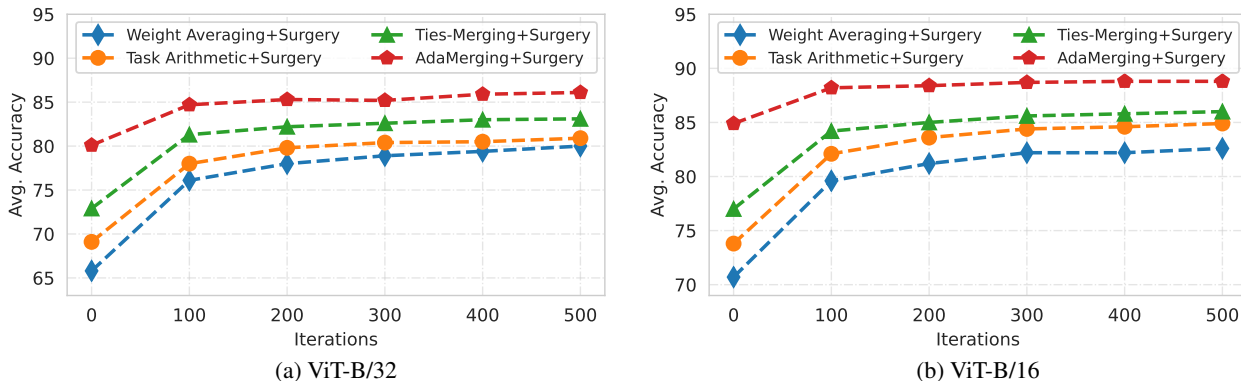 95
90
85
80
75
70
65
Avg. Accuracy
Weight Averaging+Surgery
Task Arithmetic+Surgery
Ties-Merging+Surgery
AdaMerging+Surgery
0 100 200 300 400 500
Iterations
(a) ViT-B/32
95
90
85
80
75
70
Avg. Accuracy
Weight Averaging+Surgery
Task Arithmetic+Surgery
Ties-Merging+Surgery
AdaMerging+Surgery
0 100 200 300 400 500
Iterations
(b) ViT-B/16